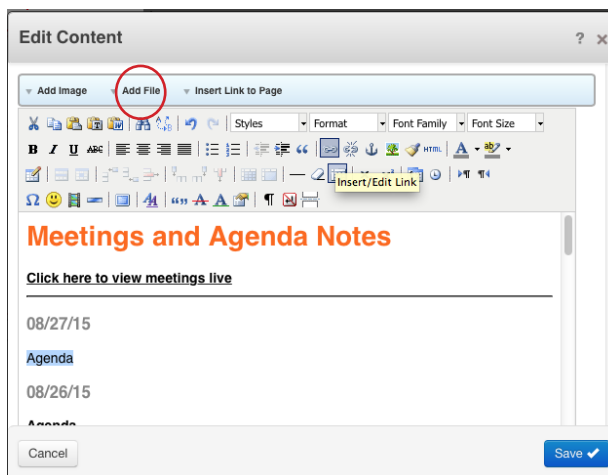 Edit Content ? ×
Add Image Add File Insert Link to Page
Styles Format Font Family Font Size
B I U ABC HTML A
Insert/Edit Link
Meetings and Agenda Notes
Click here to view meetings live
08/27/15
Agenda
08/26/15
Agenda
Cancel Save